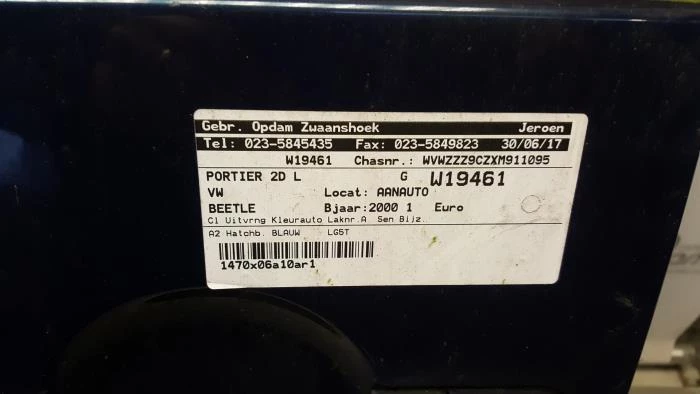 Gebr. Opdam Zwaanshoek Jeroen
Tel: 023-5845435 Fax: 023-5849823 30/06/17
W19461 Chasnr.: WVWZZZ9CZXM911095
PORTIER 2D L G W19461
VW Locat: AANAUTO
BEETLE Bjaar:2000 1 Euro
Cl Uitvrng Kleurauto Laknr.A Sen Bijz.
A2 Hatchb. BLAUW LG5T
1470x06a10ar1